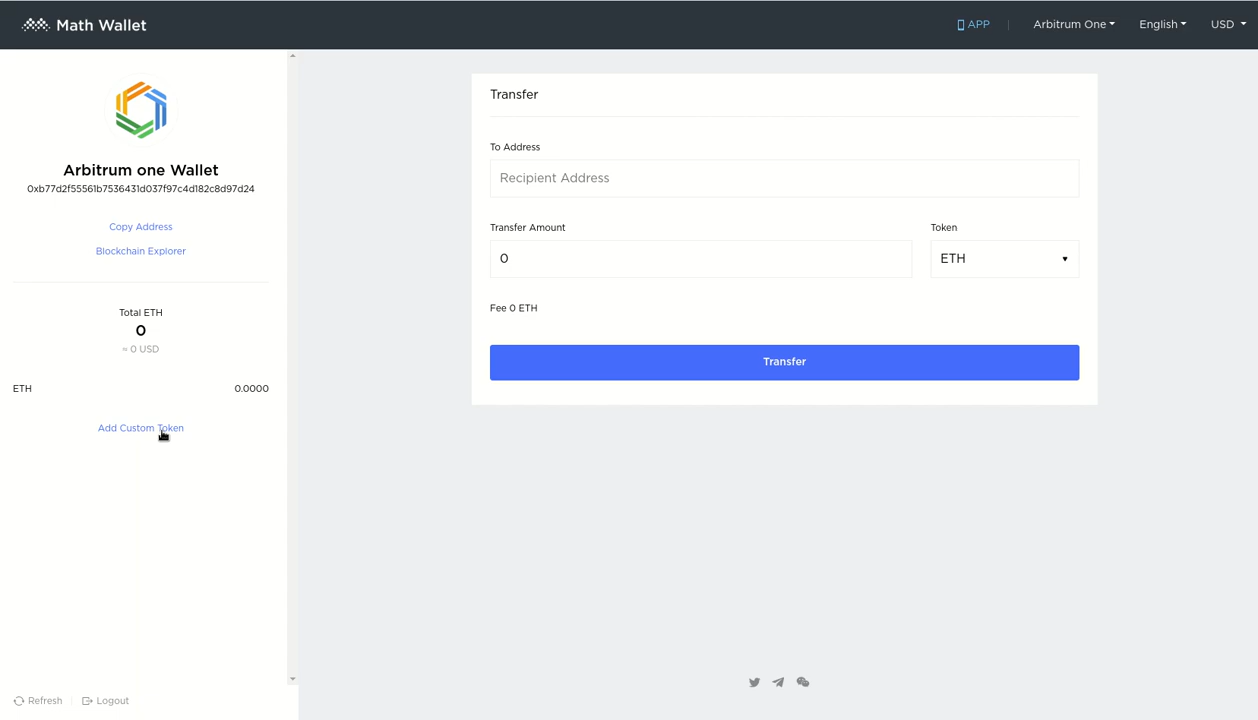 Math Wallet
APP
Arbitrum One
English
USD
Arbitrum one Wallet
0xb77d2f55561b7536431d037f97c4d182c8d97d24
Copy Address
Blockchain Explorer
Total ETH
0
≈ 0 USD
ETH 0.0000
Add Custom Token
Refresh
Logout
Transfer
To Address
Recipient Address
Transfer Amount
Token
0
ETH
Fee 0 ETH
Transfer